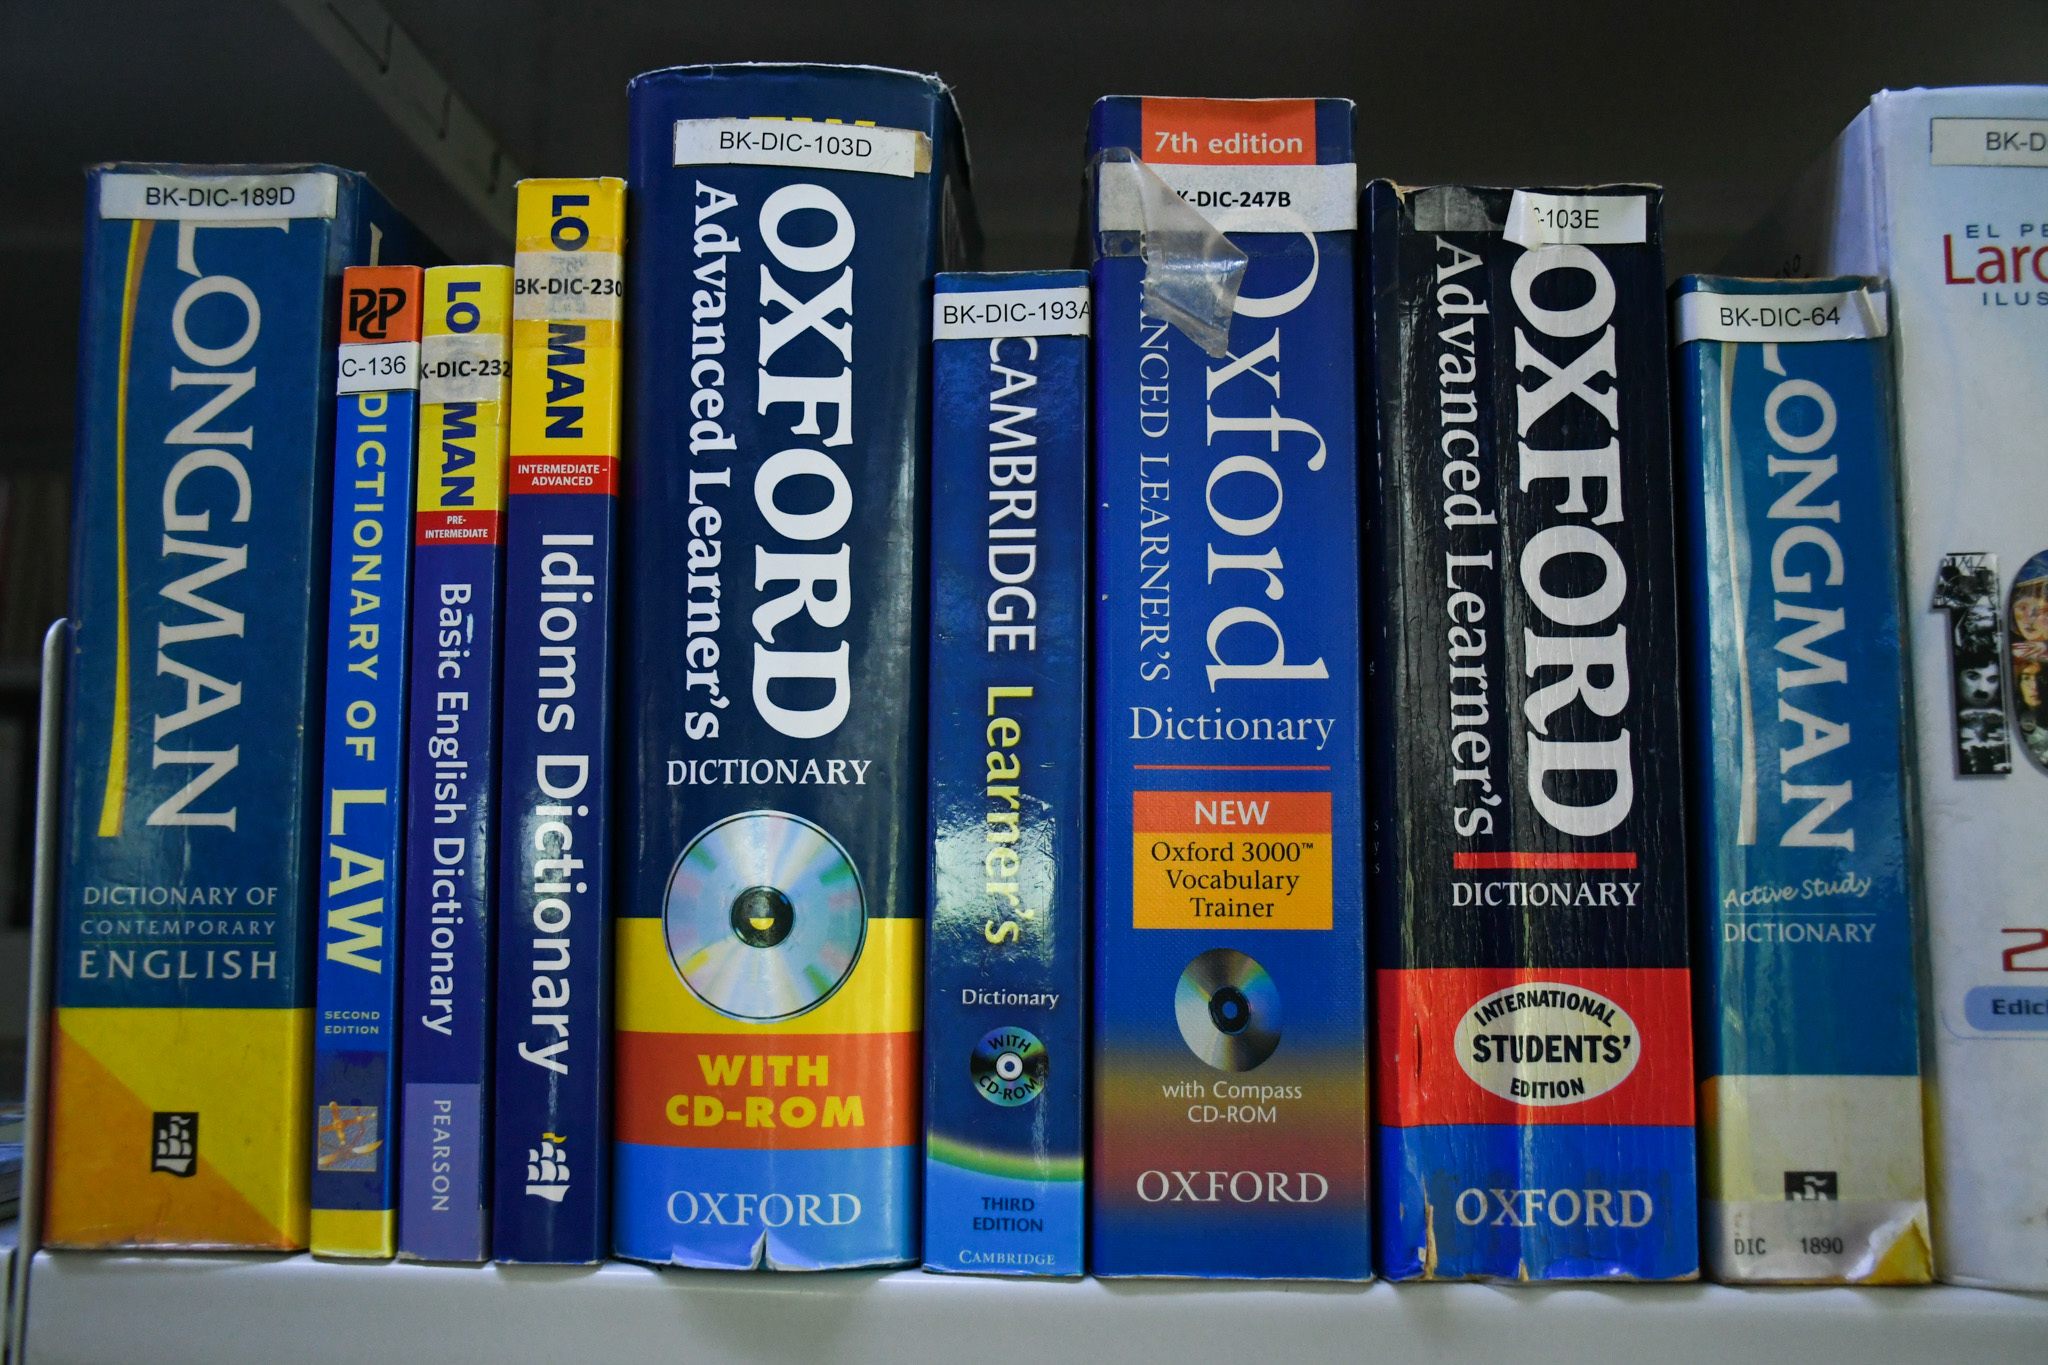 BK-DIC-189D
LONGMAN
DICTIONARY OF
CONTEMPORARY
ENGLISH
C-136
DICTIONARY OF LAW
SECOND
EDITION
K-DIC-232
LO MAN
PRE-
INTERMEDIATE
Basic English Dictionary
PEARSON
LO MAN
BK-DIC-230
INTERMEDIATE -
ADVANCED
Idioms Dictionary
BK-DIC-103D
OXFORD
Advanced Learner's
DICTIONARY
WITH
CD-ROM
OXFORD
BK-DIC-193A
CAMBRIDGE Learner's
Dictionary
WITH
CD-ROM
THIRD
EDITION
CAMBRIDGE
7th edition
K-DIC-247B
Oxford
VANCED LEARNER'S
Dictionary
NEW
Oxford 3000™
Vocabulary
Trainer
with Compass
CD-ROM
OXFORD
-103E
OXFORD
Advanced Learner's
DICTIONARY
INTERNATIONAL
STUDENTS'
EDITION
OXFORD
BK-DIC-64
LONGMAN
Active Study
DICTIONARY
DIC 1890
BK-D
EL PE
Laro
ILUS
10
2
Edic